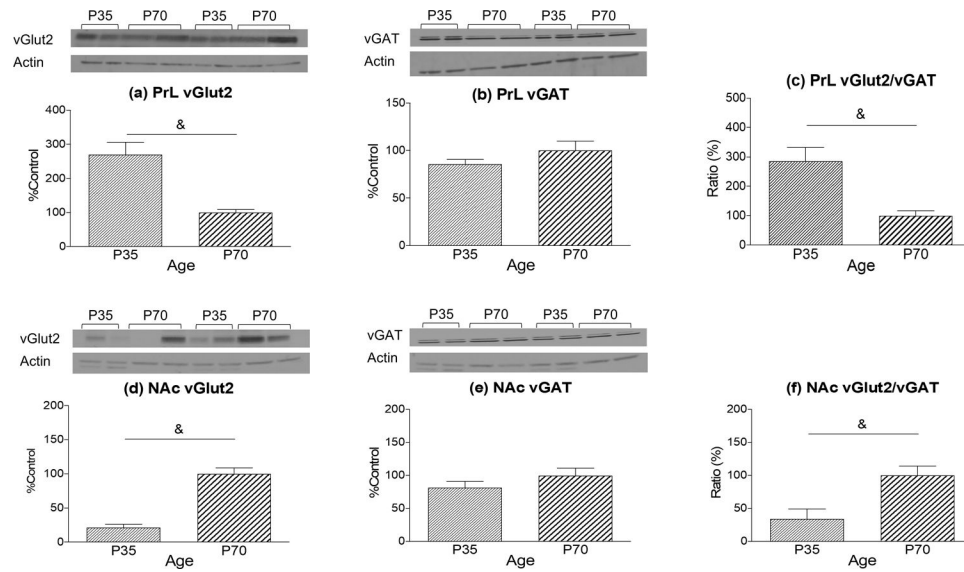 P35 P70 P35 P70
vGlut2
Actin
(a) PrL vGlut2
&
%Control
400
300
200
100
0
P35 P70
Age
P35 P70 P35 P70
vGAT
Actin
(b) PrL vGAT
%Control
150
100
50
0
P35 P70
Age
(c) PrL vGlut2/vGAT
&
Ratio (%)
500
400
300
200
100
0
P35 P70
Age
P35 P70 P35 P70
vGlut2
Actin
(d) NAc vGlut2
&
%Control
200
150
100
50
0
P35 P70
Age
P35 P70 P35 P70
vGAT
Actin
(e) NAc vGAT
%Control
200
150
100
50
0
P35 P70
Age
(f) NAc vGlut2/vGAT
&
Ratio (%)
200
150
100
50
0
P35 P70
Age